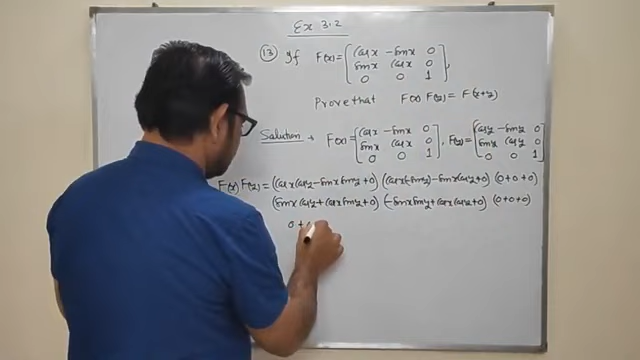 Ex 3.2
13 If F(x) = [ cos x −sin x 0
sin x cos x 0
0 0 1 ],
Prove that F(x) F(y) = F(x+y)
Solution → F(x) = [ cos x −sin x 0 , F(y) = [ cos y −sin y 0
sin x cos x 0 sin y cos y 0
0 0 1 ] 0 0 1 ]
F(x) F(y) = (cos x cos y − sin x sin y + 0) (cos x (−sin y) − sin x cos y + 0) (0+0+0)
(sin x cos y + cos x sin y + 0) (−sin x sin y + cos x cos y + 0) (0+0+0)
0 +